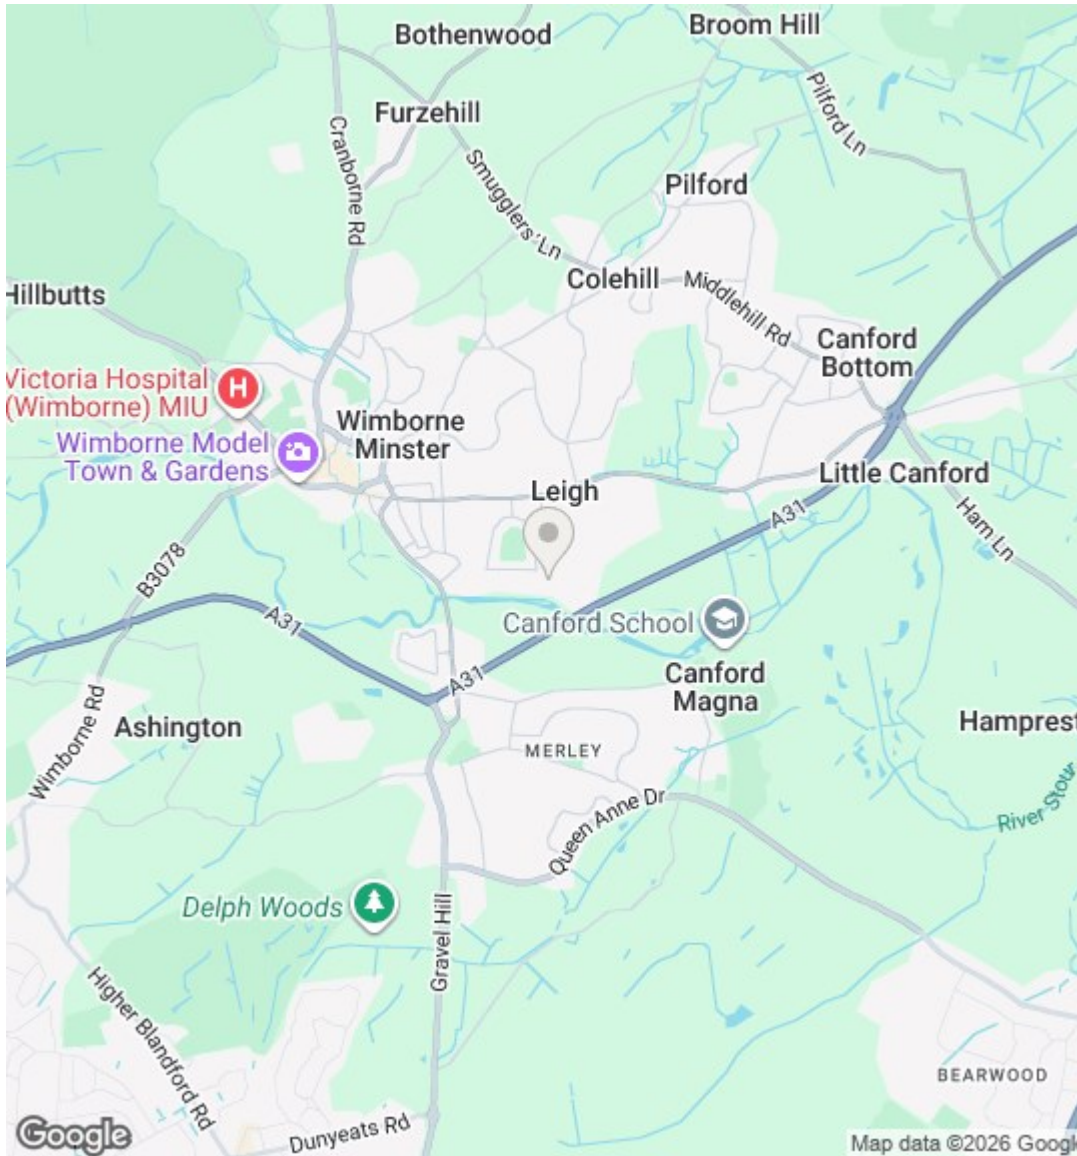 Bothenwood
Broom Hill
Pilford Ln
Furzehill
Cranborne Rd
Smugglers' Ln
Pilford
Colehill
Middlehill Rd
Hillbutts
Canford
Bottom
Victoria Hospital
(Wimborne) MIU
H
Wimborne
Minster
Wimborne Model
Town & Gardens
Leigh
Little Canford
A31
Ham Ln
B3078
A31
Canford School
A31
Canford
Magna
Wimborne Rd
Ashington
MERLEY
Hamprest
Queen Anne Dr
River Stour
Delph Woods
Gravel Hill
Higher Blandford Rd
BEARWOOD
Dunyeats Rd
Google
Map data ©2026 Google